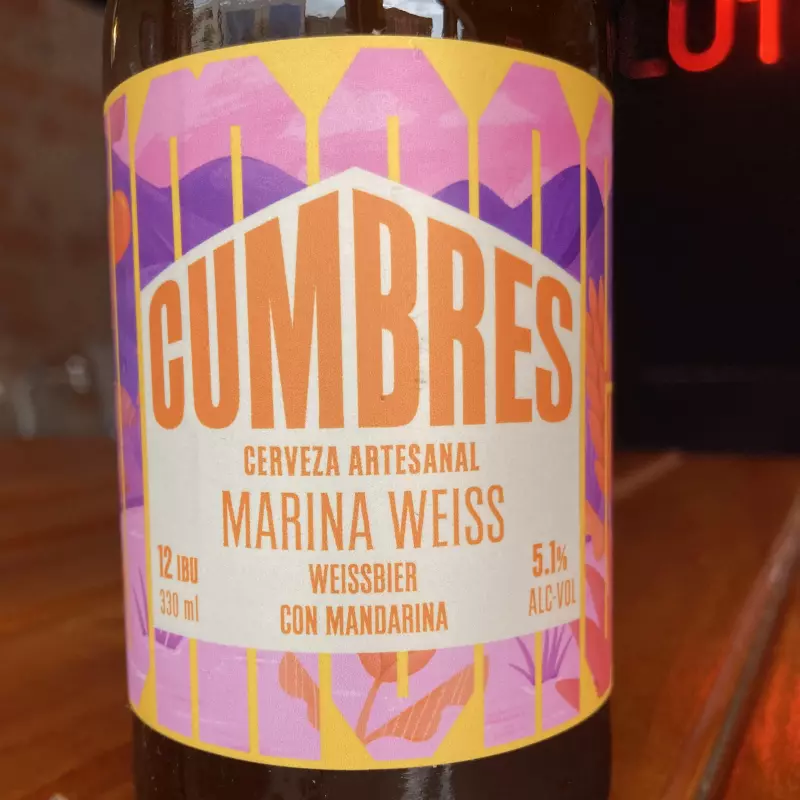 CUMBRES
CERVEZA ARTESANAL
MARINA WEISS
12 IBU
330 ml
WEISSBIER
CON MANDARINA
5.1%
ALC-VOL